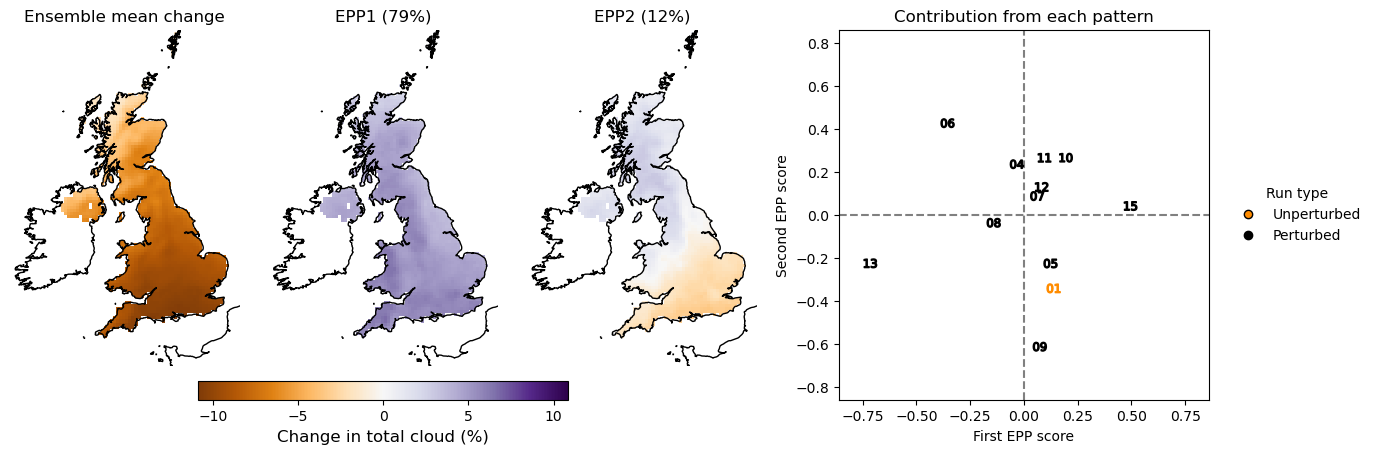 Ensemble mean change
EPP1 (79%)
EPP2 (12%)
−10 −5 0 5 10
Change in total cloud (%)
Contribution from each pattern
Second EPP score
0.8
0.6
0.4
0.2
0.0
−0.2
−0.4
−0.6
−0.8
06
11 10
04
12
07
15
08
13
05
01
09
−0.75 −0.50 −0.25 0.00 0.25 0.50 0.75
First EPP score
Run type
Unperturbed
Perturbed